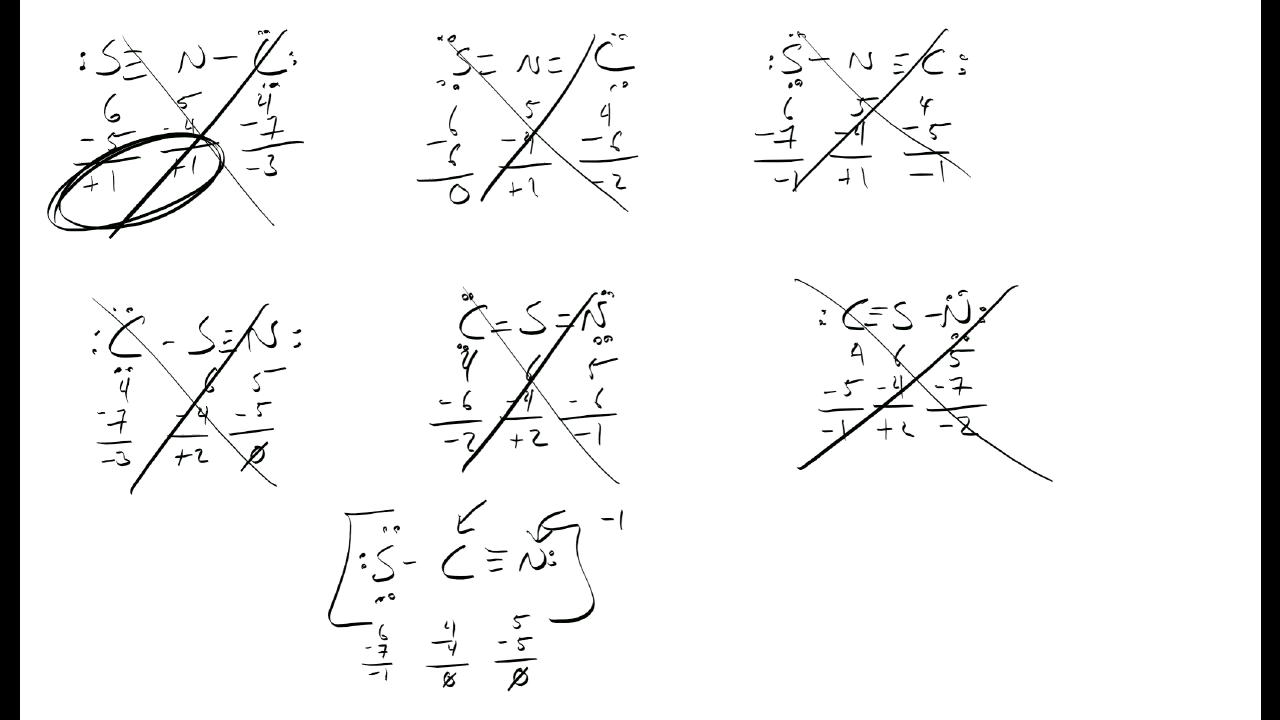 :S≡ N – C:
6 5 4
-5 -4 -7
+1 +1 -3
S = N = C
6 5 4
-6 -4 -6
0 +2 -2
:S – N ≡ C:
6 5 4
-7 -4 -5
-1 +1 -1
:C – S≡N:
4 6 5
-7 -4 -5
-3 +2 0
C = S = N
4 6 5
-6 -4 -6
-2 +2 -1
:C≡S –N:
4 6 5
-5 -4 -7
-1 +2 -2
[:S – C ≡ N:] -1
6 4 5
-7 -4 -5
-1 0 0